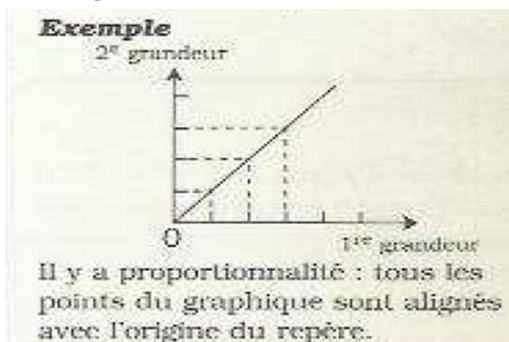 Exemple
2e grandeur
O
1re grandeur
Il y a proportionnalité : tous les
points du graphique sont alignés
avec l'origine du repère.